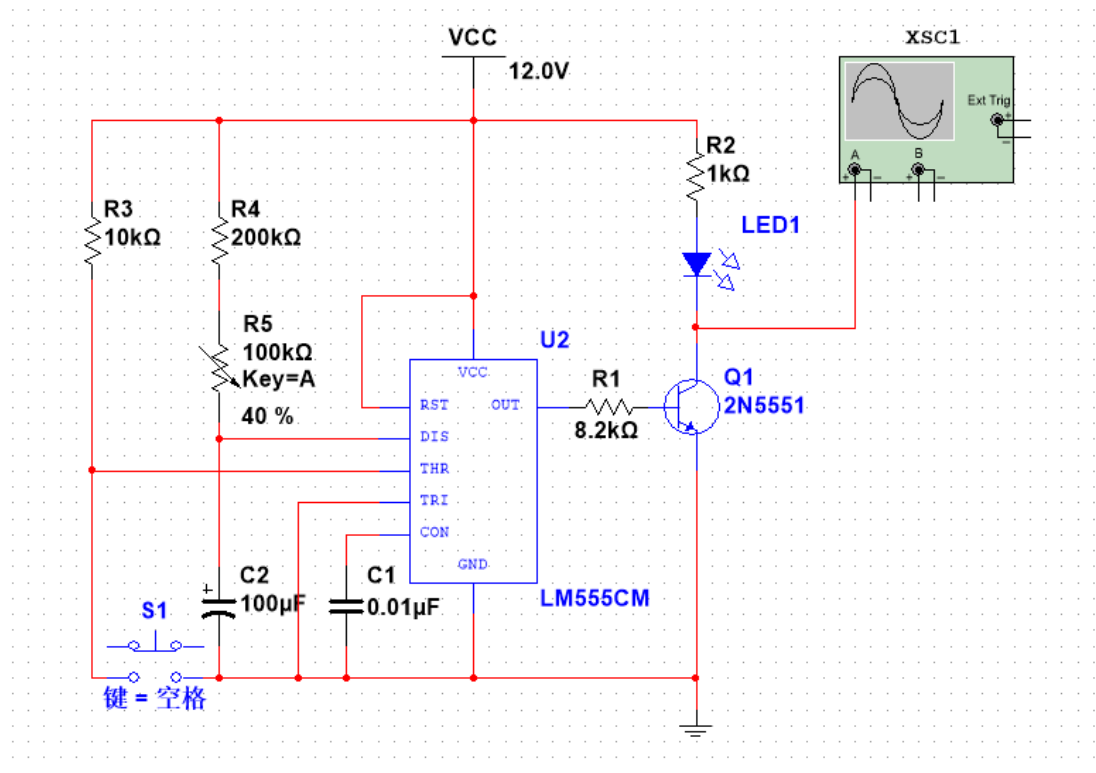 VCC
12.0V
XSC1
Ext Trig
+
−
A
B
+
−
+
−
R2
1kΩ
LED1
R3
10kΩ
R4
200kΩ
R5
100kΩ
Key=A
40 %
U2
VCC
RST
OUT
DIS
THR
TRI
CON
GND
LM555CM
R1
8.2kΩ
Q1
2N5551
C2
100µF
+
C1
0.01µF
S1
键 = 空格